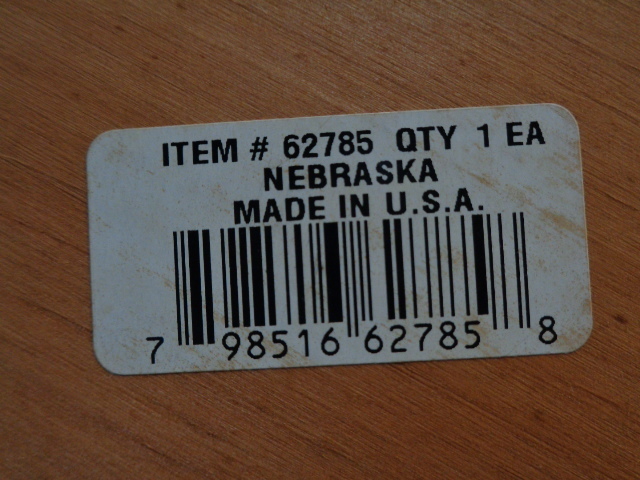 ITEM # 62785 QTY 1 EA
NEBRASKA
MADE IN U.S.A.
7 98516 62785 8